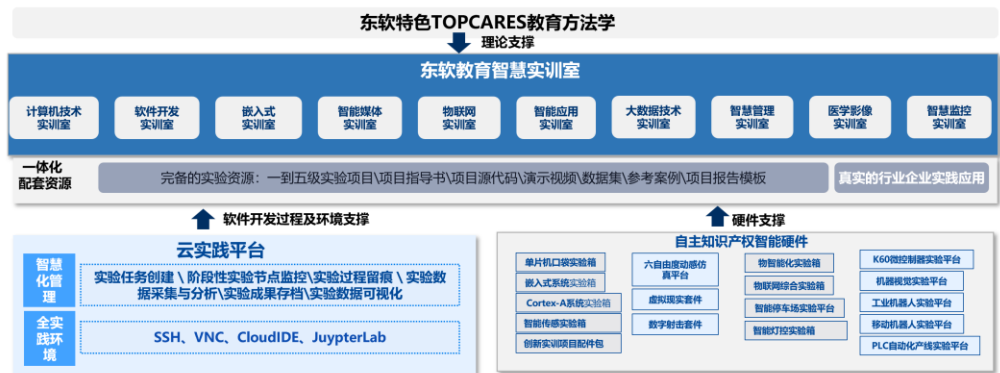 东软特色TOPCARES教育方法学
理论支撑
东软教育智慧实训室
计算机技术
实训室
软件开发
实训室
嵌入式
实训室
智能媒体
实训室
物联网
实训室
智能应用
实训室
大数据技术
实训室
智慧管理
实训室
医学影像
实训室
智慧监控
实训室
一体化
配套资源
完备的实验资源：一到五级实验项目\项目指导书\项目源代码\演示视频\数据集\参考案例\项目报告模板
真实的行业企业实践应用
软件开发过程及环境支撑
硬件支撑
云实践平台
智慧
化管
理
实验任务创建 \ 阶段性实验节点监控\实验过程留痕 \ 实验数
据采集与分析\实验成果存档\实验数据可视化
全实
践环
境
SSH、VNC、CloudIDE、JuypterLab
自主知识产权智能硬件
单片机口袋实验箱
嵌入式系统实验箱
Cortex-A系统实验箱
智能传感实验箱
创新实训项目配件包
六自由度动感仿
真平台
虚拟现实套件
数字射击套件
物智能化实验箱
物联网综合实验箱
智能停车场实验平台
智能灯控实验箱
K60微控制器实验平台
机器视觉实验平台
工业机器人实验平台
移动机器人实验平台
PLC自动化产线实验平台